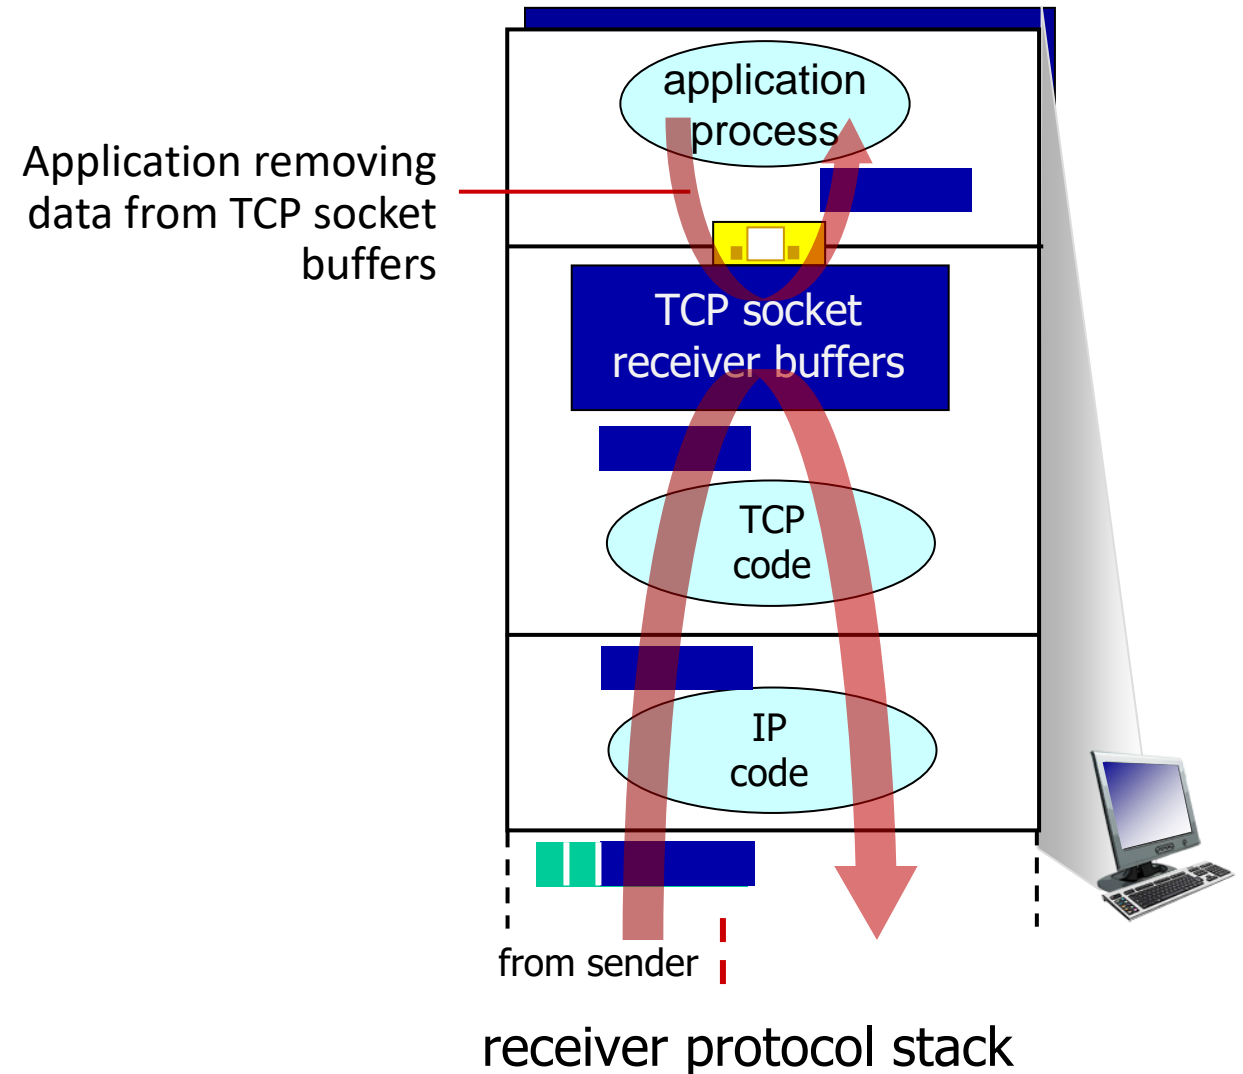 application
process
Application removing
data from TCP socket
buffers
TCP socket
receiver buffers
TCP
code
IP
code
from sender
receiver protocol stack